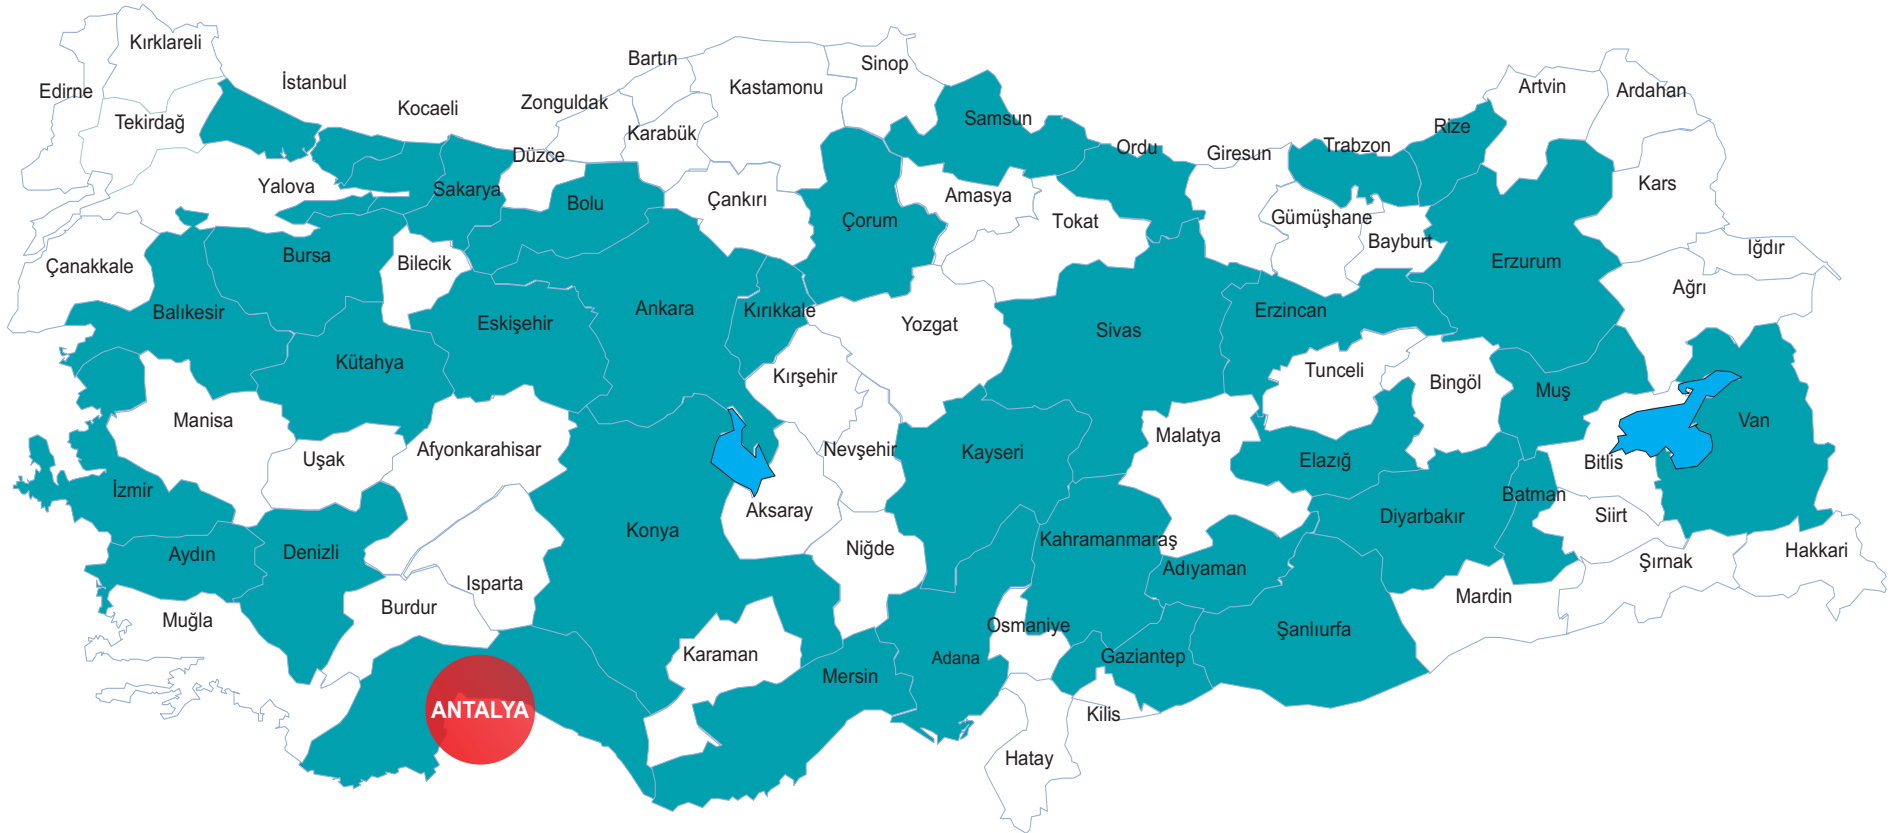 Kırklareli
Edirne
Tekirdağ
İstanbul
Kocaeli
Yalova
Sakarya
Düzce
Zonguldak
Bartın
Karabük
Kastamonu
Sinop
Samsun
Ordu
Giresun
Trabzon
Rize
Artvin
Ardahan
Kars
Iğdır
Ağrı
Çanakkale
Balıkesir
Bursa
Bilecik
Bolu
Çankırı
Çorum
Amasya
Tokat
Gümüşhane
Bayburt
Erzurum
Kütahya
Eskişehir
Ankara
Kırıkkale
Yozgat
Sivas
Erzincan
Tunceli
Bingöl
Muş
Van
Manisa
Uşak
Afyonkarahisar
Kırşehir
Nevşehir
Kayseri
Malatya
Elazığ
Bitlis
İzmir
Aydın
Denizli
Isparta
Burdur
Konya
Aksaray
Niğde
Kahramanmaraş
Adıyaman
Diyarbakır
Batman
Siirt
Şırnak
Hakkari
Muğla
ANTALYA
Karaman
Mersin
Adana
Osmaniye
Gaziantep
Kilis
Hatay
Şanlıurfa
Mardin